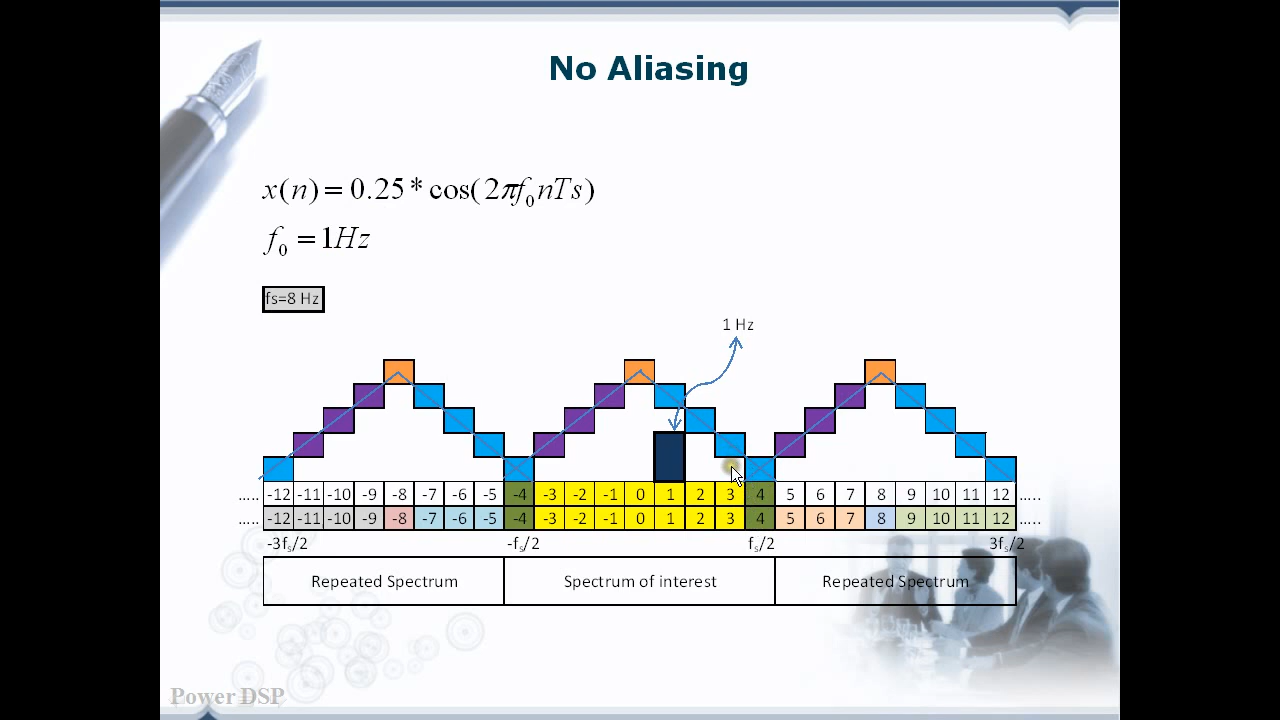 No Aliasing
x(n) = 0.25 * cos(2πf₀nTs)
f₀ = 1Hz
fs=8 Hz
1 Hz
..... -12 -11 -10 -9 -8 -7 -6 -5 -4 -3 -2 -1 0 1 2 3 4 5 6 7 8 9 10 11 12 .....
..... -12 -11 -10 -9 -8 -7 -6 -5 -4 -3 -2 -1 0 1 2 3 4 5 6 7 8 9 10 11 12 .....
-3fₛ/2 -fₛ/2 fₛ/2 3fₛ/2
Repeated Spectrum Spectrum of interest Repeated Spectrum
Power DSP